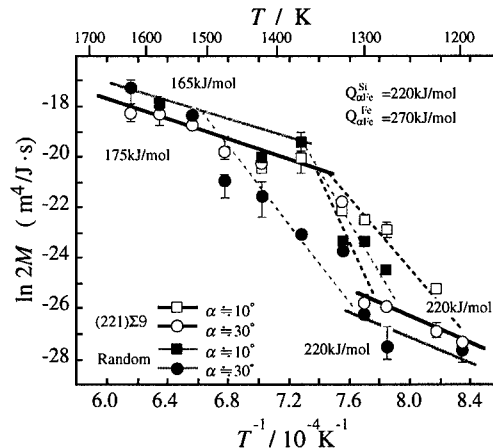 T / K
1700 1600 1500 1400 1300 1200
165kJ/mol
Q^Si_αFe =220kJ/mol
Q^Fe_αFe =270kJ/mol
175kJ/mol
ln 2M ( m⁴/J·s)
-18
-20
-22
-24
-26
-28
(221)Σ9
α≒10°
α≒30°
Random
α≒10°
α≒30°
220kJ/mol
220kJ/mol
6.0 6.4 6.8 7.2 7.6 8.0 8.4
T⁻¹ / 10⁻⁴ K⁻¹